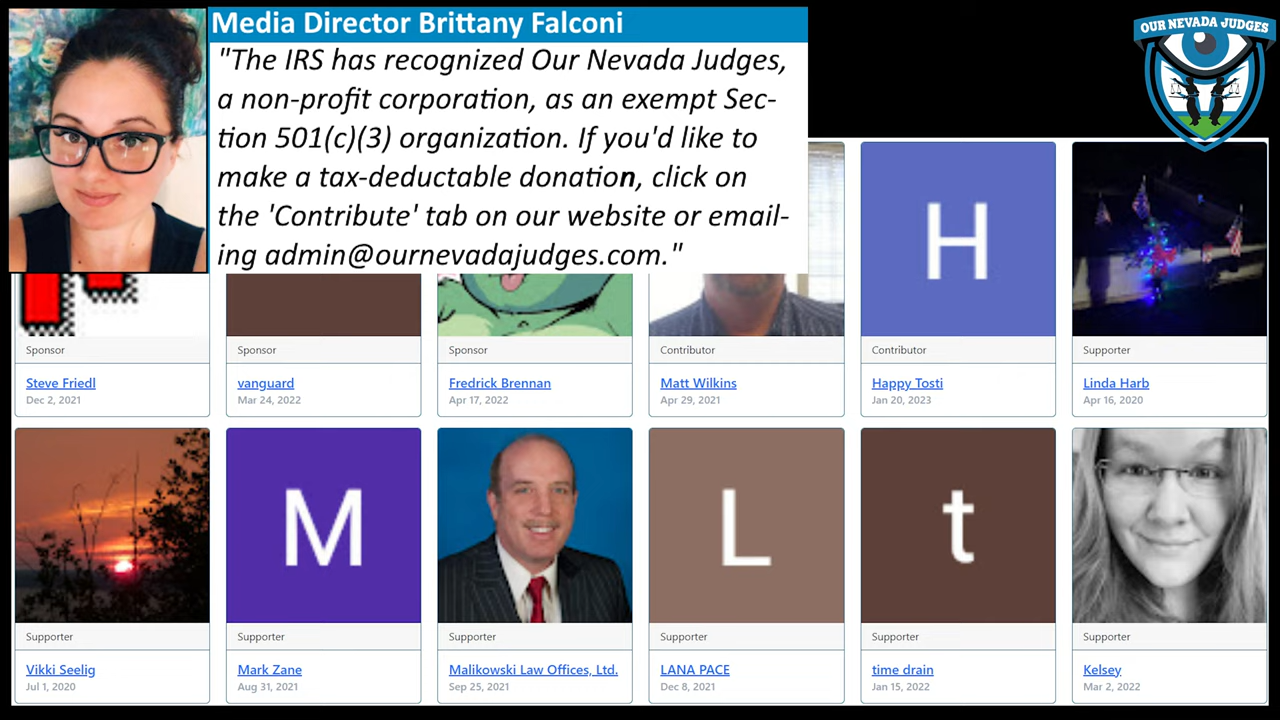 Media Director Brittany Falconi
"The IRS has recognized Our Nevada Judges,
a non-profit corporation, as an exempt Sec-
tion 501(c)(3) organization. If you'd like to
make a tax-deductable donation, click on
the 'Contribute' tab on our website or email-
ing admin@ournevadajudges.com."
OUR NEVADA JUDGES
H
Sponsor
Sponsor
Sponsor
Contributor
Contributor
Supporter
Steve Friedl
vanguard
Fredrick Brennan
Matt Wilkins
Happy Tosti
Linda Harb
Dec 2, 2021
Mar 24, 2022
Apr 17, 2022
Apr 29, 2021
Jan 20, 2023
Apr 16, 2020
M
L
t
Supporter
Supporter
Supporter
Supporter
Supporter
Supporter
Vikki Seelig
Mark Zane
Malikowski Law Offices, Ltd.
LANA PACE
time drain
Kelsey
Jul 1, 2020
Aug 31, 2021
Sep 25, 2021
Dec 8, 2021
Jan 15, 2022
Mar 2, 2022